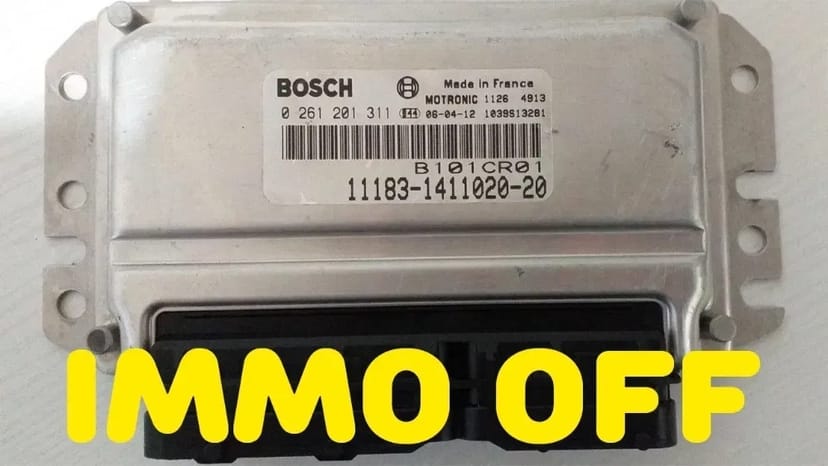 BOSCH Made in France
MOTRONIC 1126 4913
0 261 201 311 06-04-12 1039S13281
B101CR01
11183-1411020-20
IMMO OFF